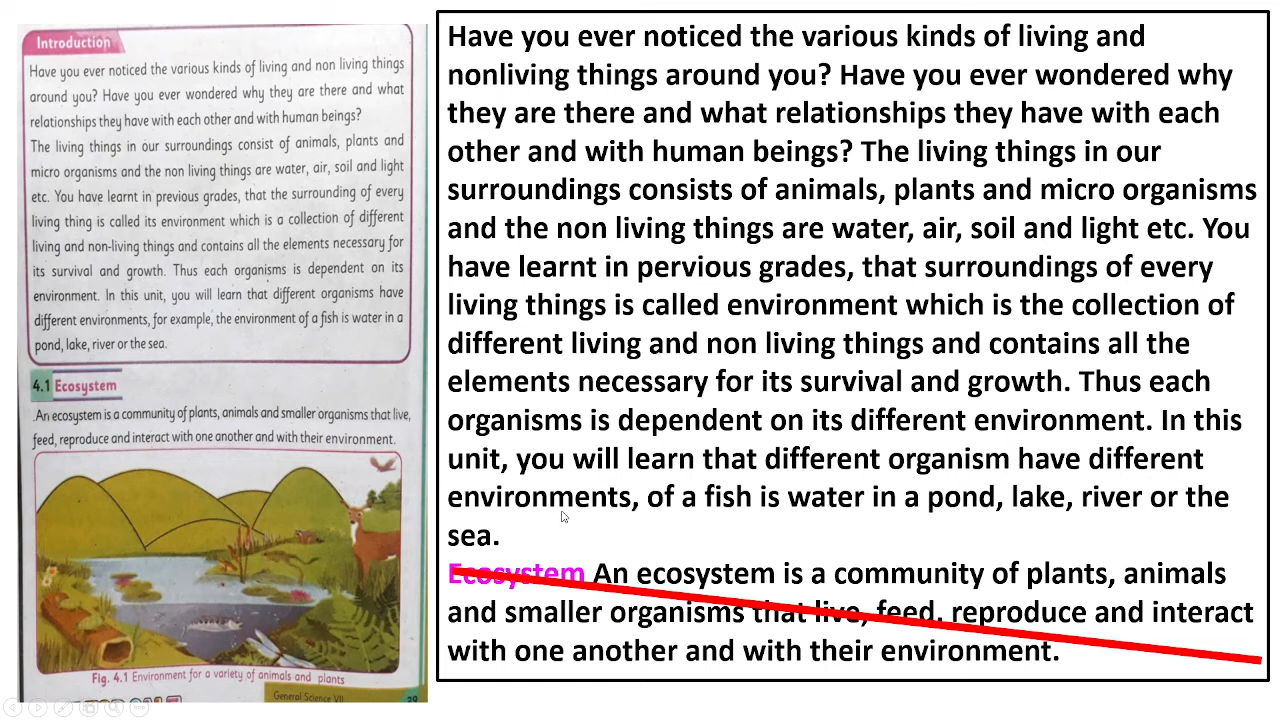 Introduction
Have you ever noticed the various kinds of living and non living things
around you? Have you ever wondered why they are there and what
relationships they have with each other and with human beings?
The living things in our surroundings consist of animals, plants and
micro organisms and the non living things are water, air, soil and light
etc. You have learnt in previous grades, that the surrounding of every
living thing is called its environment which is a collection of different
living and non-living things and contains all the elements necessary for
its survival and growth. Thus each organisms is dependent on its
environment. In this unit, you will learn that different organisms have
different environments, for example, the environment of a fish is water in a
pond, lake, river or the sea.
4.1 Ecosystem
An ecosystem is a community of plants, animals and smaller organisms that live,
feed, reproduce and interact with one another and with their environment.
Fig. 4.1 Environment for a variety of animals and plants
General Science VII
39
Have you ever noticed the various kinds of living and
nonliving things around you? Have you ever wondered why
they are there and what relationships they have with each
other and with human beings? The living things in our
surroundings consists of animals, plants and micro organisms
and the non living things are water, air, soil and light etc. You
have learnt in pervious grades, that surroundings of every
living things is called environment which is the collection of
different living and non living things and contains all the
elements necessary for its survival and growth. Thus each
organisms is dependent on its different environment. In this
unit, you will learn that different organism have different
environments, of a fish is water in a pond, lake, river or the
sea.
Ecosystem An ecosystem is a community of plants, animals
and smaller organisms that live, feed, reproduce and interact
with one another and with their environment.